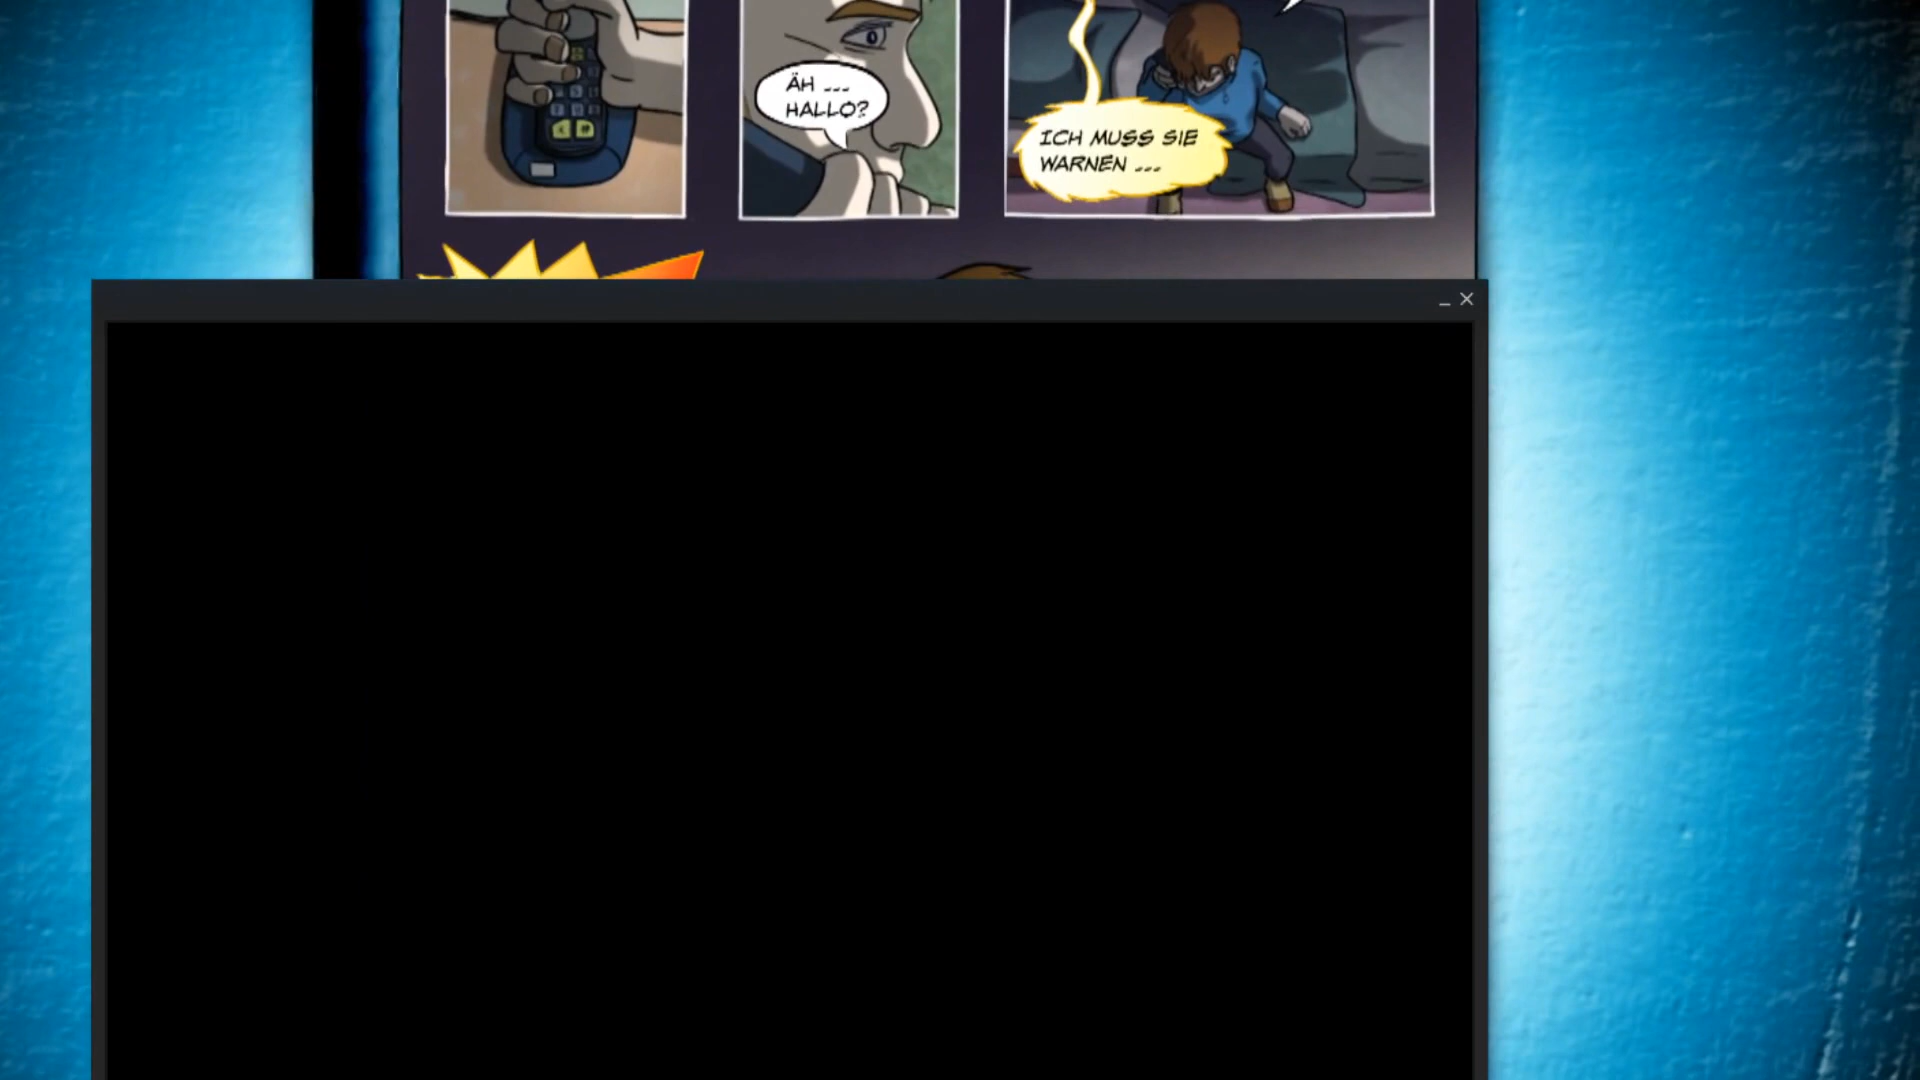 ÄH ...
HALLO?
ICH MUSS SIE
WARNEN ...